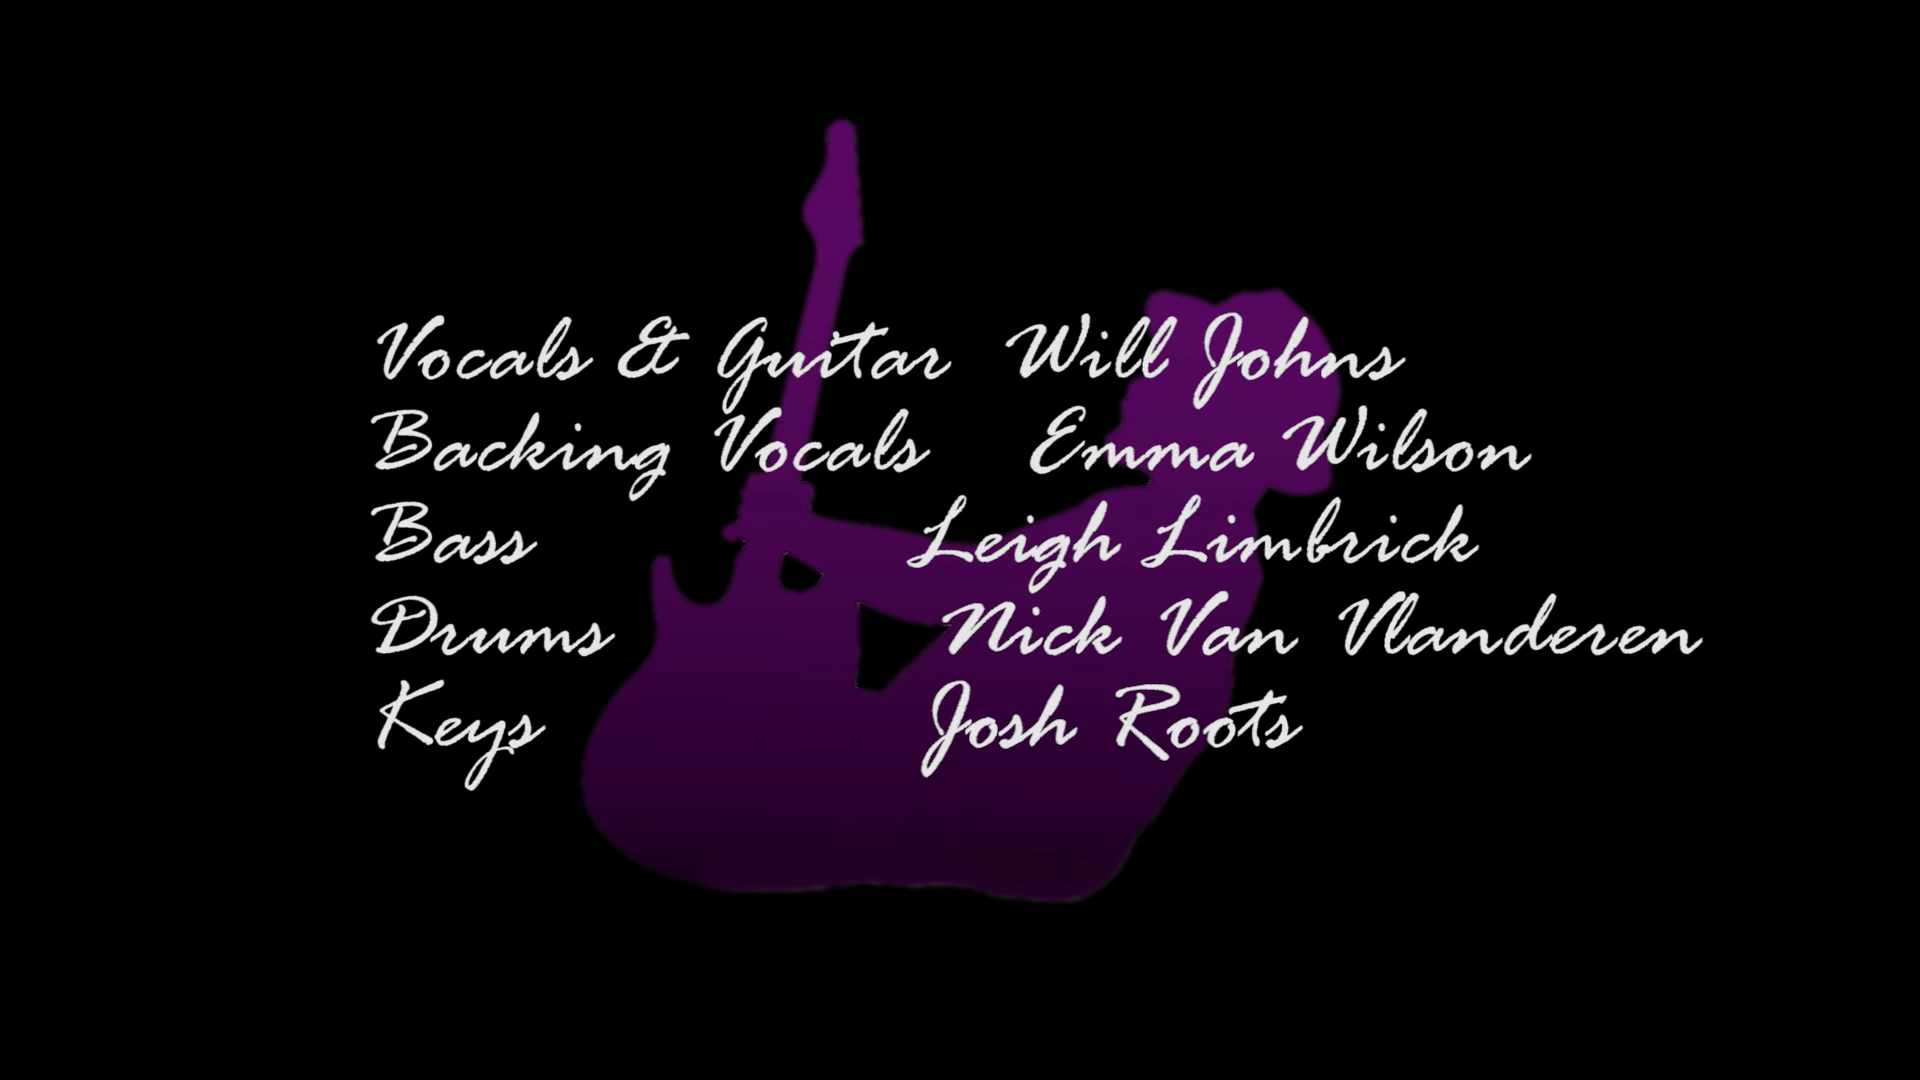 Vocals & Guitar Will Johns
Backing Vocals Emma Wilson
Bass Leigh Limbrick
Drums Nick Van Vlanderen
Keys Josh Roots